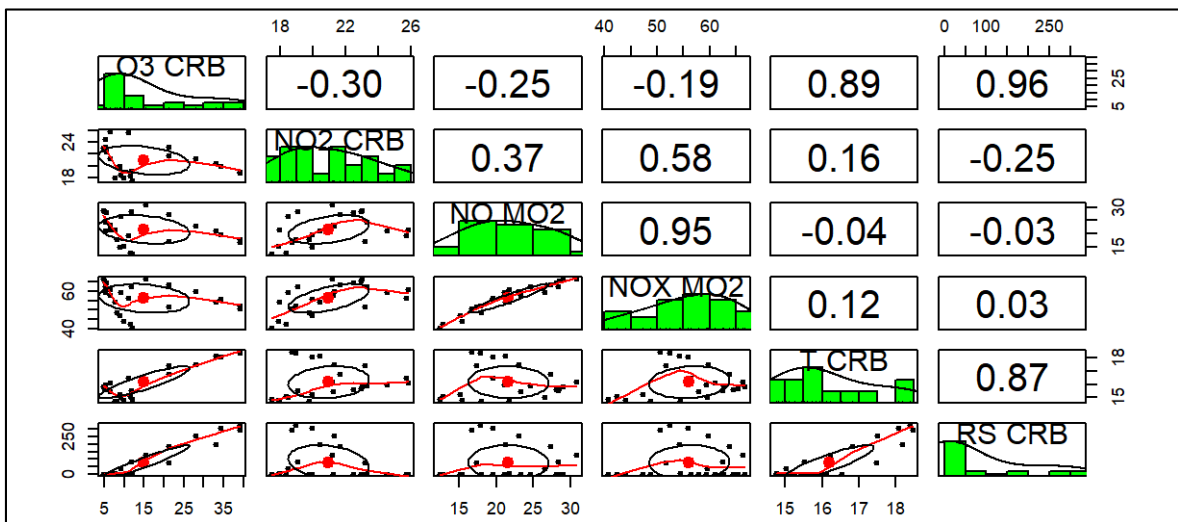 18 22 26 40 50 60 0 100 250
O3 CRB -0.30 -0.25 -0.19 0.89 0.96 5 25
18 24 NO2 CRB 0.37 0.58 0.16 -0.25
NO MO2 0.95 -0.04 -0.03 15 30
40 60 NOX MO2 0.12 0.03
T CRB 0.87 15 18
0 250 RS CRB
5 15 25 35 15 20 25 30 15 16 17 18